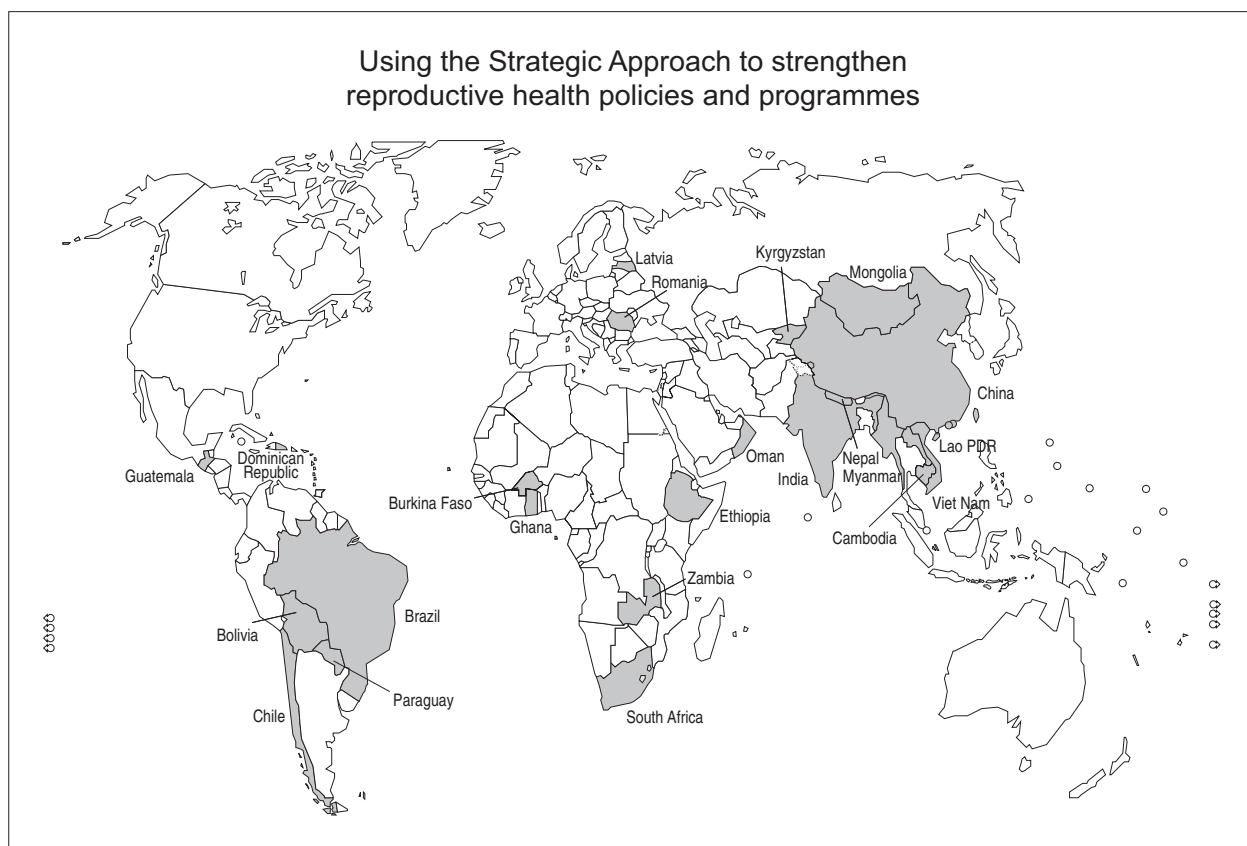 Using the Strategic Approach to strengthen
reproductive health policies and programmes
Latvia
Romania
Kyrgyzstan
Mongolia
China
Guatemala
Dominican
Republic
Burkina Faso
Ghana
Ethiopia
Oman
India
Nepal
Myanmar
Lao PDR
Viet Nam
Cambodia
Zambia
Brazil
Bolivia
Paraguay
Chile
South Africa